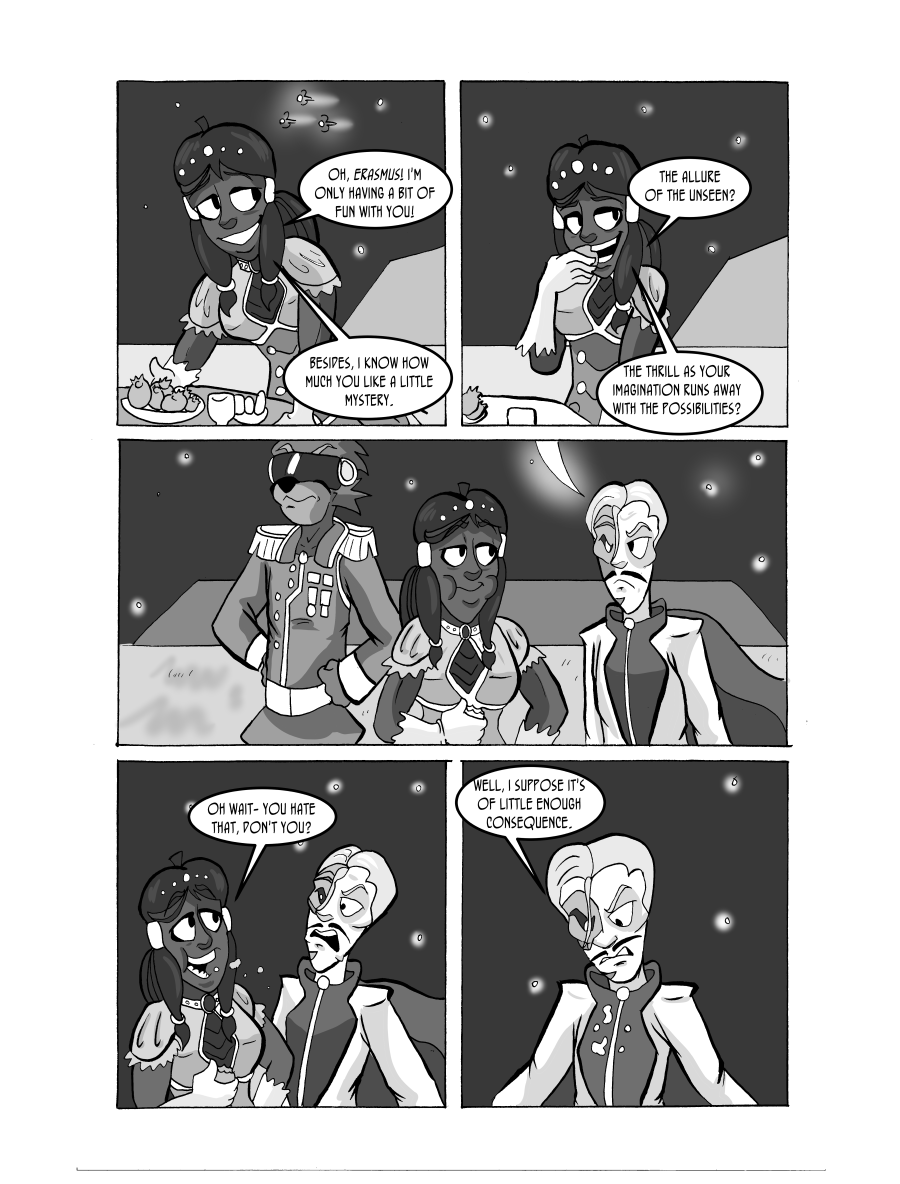 OH, ERASMUS! I'M
ONLY HAVING A BIT OF
FUN WITH YOU!
BESIDES, I KNOW HOW
MUCH YOU LIKE A LITTLE
MYSTERY.
THE ALLURE
OF THE UNSEEN?
THE THRILL AS YOUR
IMAGINATION RUNS AWAY
WITH THE POSSIBILITIES?
OH WAIT- YOU HATE
THAT, DON'T YOU?
WELL, I SUPPOSE IT'S
OF LITTLE ENOUGH
CONSEQUENCE.